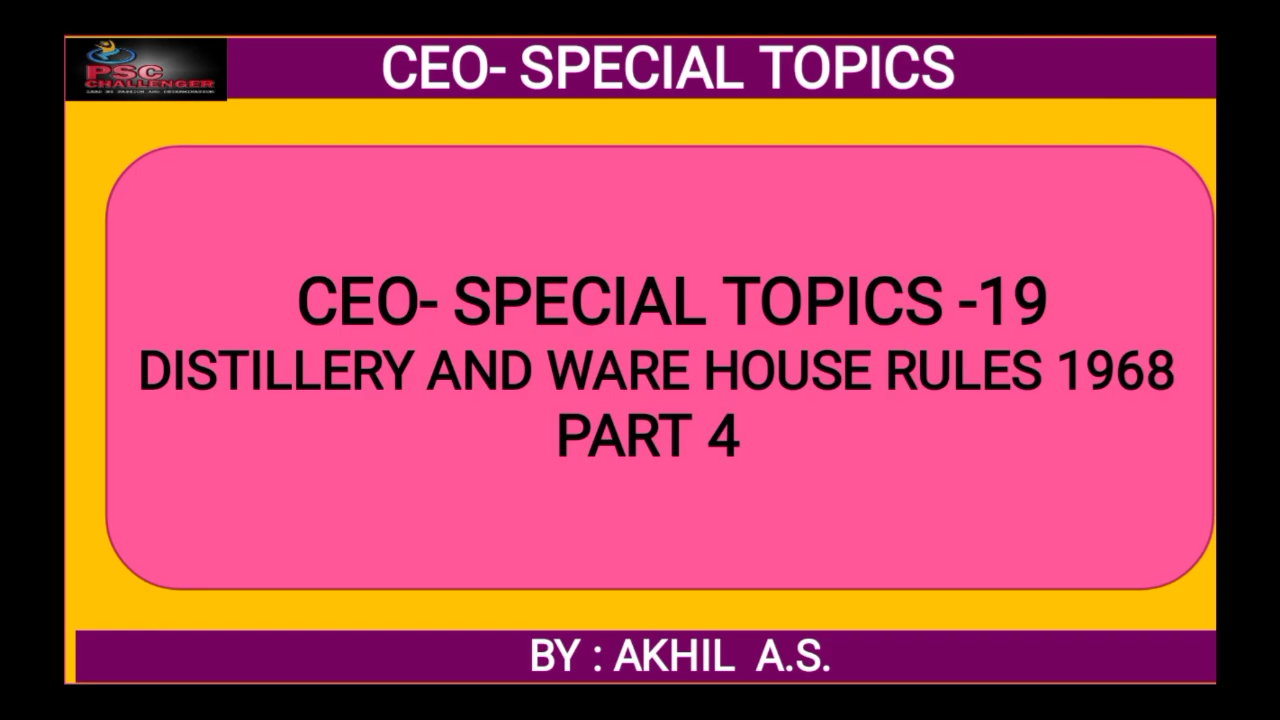 PSC
CHALLENGER
CEO- SPECIAL TOPICS
CEO- SPECIAL TOPICS -19
DISTILLERY AND WARE HOUSE RULES 1968
PART 4
BY : AKHIL A.S.